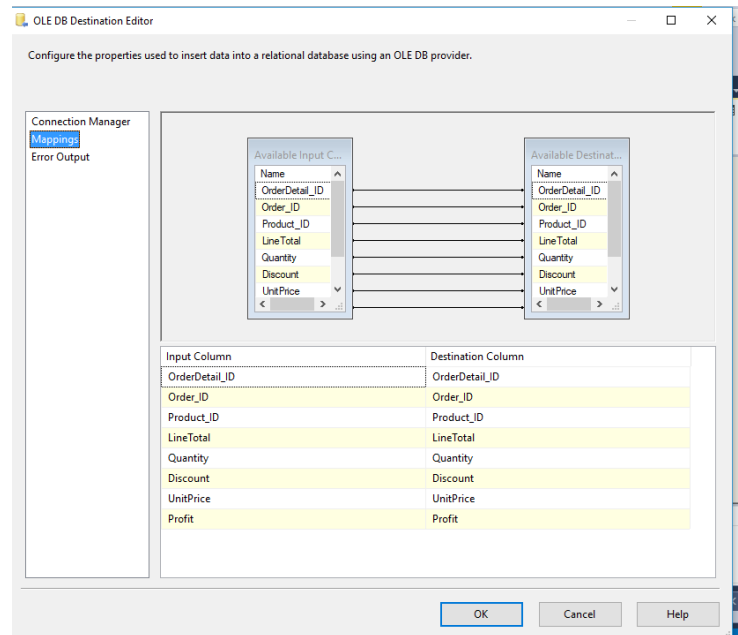 OLE DB Destination Editor
Configure the properties used to insert data into a relational database using an OLE DB provider.
Connection Manager
Mappings
Error Output
Available Input C...
Name
OrderDetail_ID
Order_ID
Product_ID
LineTotal
Quantity
Discount
UnitPrice
Available Destinat...
Name
OrderDetail_ID
Order_ID
Product_ID
LineTotal
Quantity
Discount
UnitPrice
Input Column Destination Column
OrderDetail_ID OrderDetail_ID
Order_ID Order_ID
Product_ID Product_ID
LineTotal LineTotal
Quantity Quantity
Discount Discount
UnitPrice UnitPrice
Profit Profit
OK Cancel Help